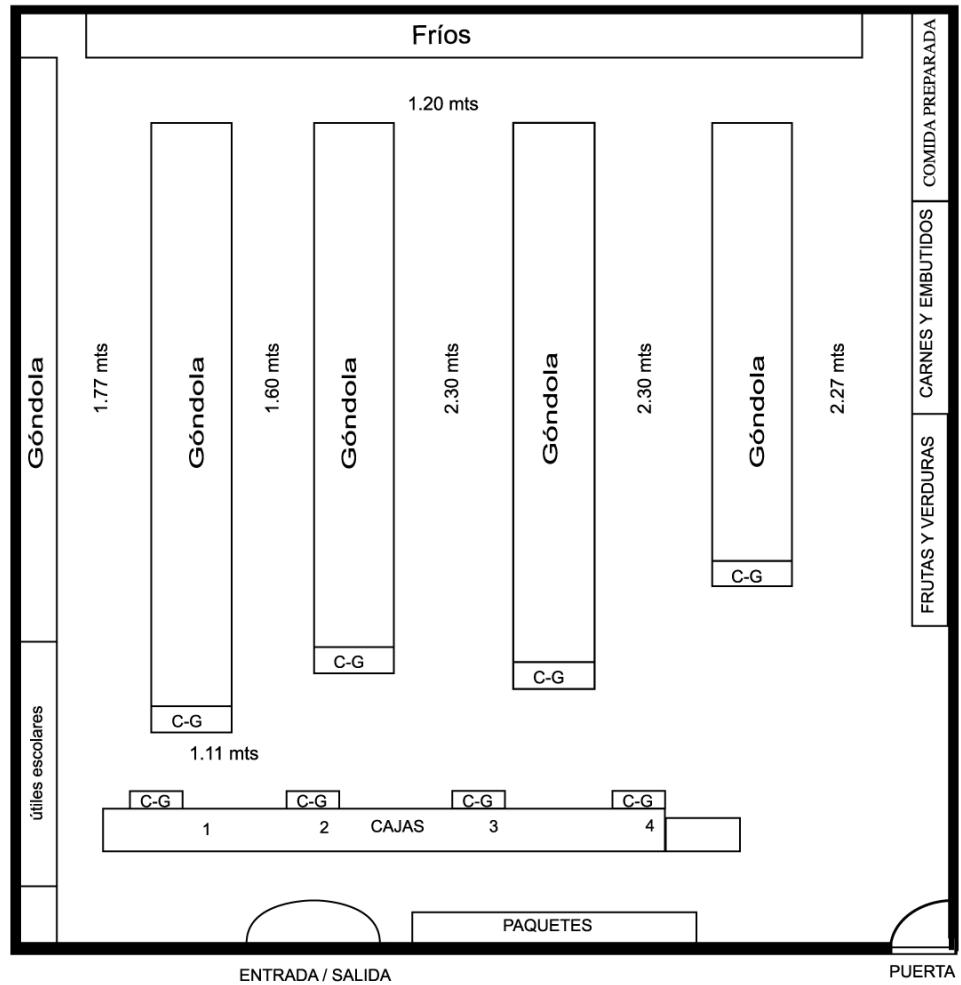 Fríos
COMIDA PREPARADA
1.20 mts
CARNES Y EMBUTIDOS
Góndola
1.77 mts
Góndola
1.60 mts
Góndola
2.30 mts
Góndola
2.30 mts
Góndola
2.27 mts
FRUTAS Y VERDURAS
C-G
C-G
C-G
C-G
1.11 mts
útiles escolares
C-G
C-G
C-G
C-G
1 2 CAJAS 3 4
PAQUETES
ENTRADA / SALIDA
PUERTA